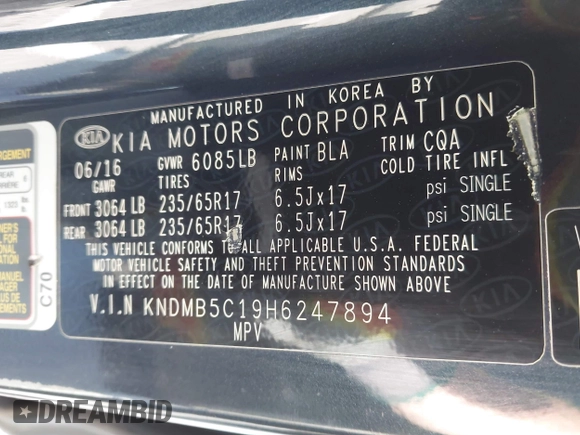 MANUFACTURED IN KOREA BY
KIA KIA MOTORS CORPORATION
06/16 GVWR 6085LB PAINT BLA TRIM CQA
GAWR TIRES RIMS COLD TIRE INFL
FRONT 3064 LB 235/65R17 6.5Jx17 psi SINGLE
REAR 3064 LB 235/65R17 6.5Jx17 psi SINGLE
THIS VEHICLE CONFORMS TO ALL APPLICABLE U.S.A. FEDERAL
MOTOR VEHICLE SAFETY AND THEFT PREVENTION STANDARDS
IN EFFECT ON THE DATE OF MANUFACTURE SHOWN ABOVE
V.I.N KNDMB5C19H6247894
MPV
C70
DREAMBID